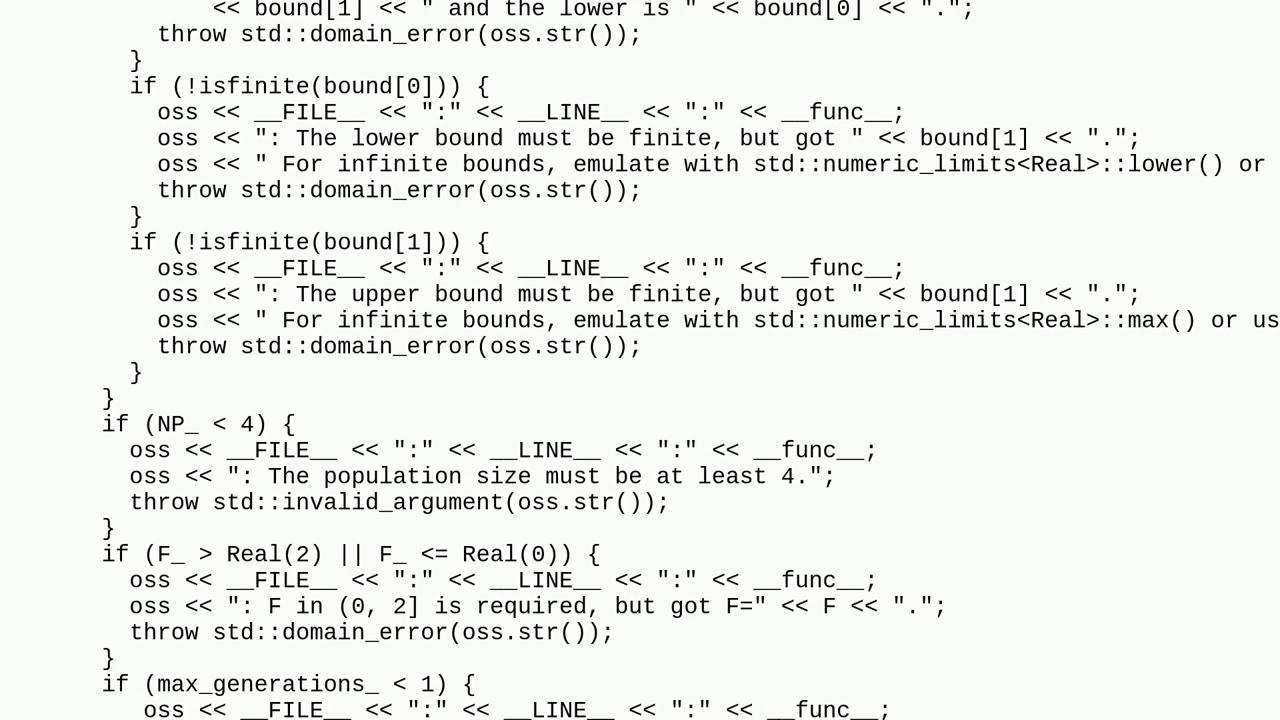 << bound[1] << " and the lower is " << bound[0] << ".";
throw std::domain_error(oss.str());
}
if (!isfinite(bound[0])) {
oss << __FILE__ << ":" << __LINE__ << ":" << __func__;
oss << ": The lower bound must be finite, but got " << bound[1] << ".";
oss << " For infinite bounds, emulate with std::numeric_limits<Real>::lower() or
throw std::domain_error(oss.str());
}
if (!isfinite(bound[1])) {
oss << __FILE__ << ":" << __LINE__ << ":" << __func__;
oss << ": The upper bound must be finite, but got " << bound[1] << ".";
oss << " For infinite bounds, emulate with std::numeric_limits<Real>::max() or us
throw std::domain_error(oss.str());
}
}
if (NP_ < 4) {
oss << __FILE__ << ":" << __LINE__ << ":" << __func__;
oss << ": The population size must be at least 4.";
throw std::invalid_argument(oss.str());
}
if (F_ > Real(2) || F_ <= Real(0)) {
oss << __FILE__ << ":" << __LINE__ << ":" << __func__;
oss << ": F in (0, 2] is required, but got F=" << F << ".";
throw std::domain_error(oss.str());
}
if (max_generations_ < 1) {
oss << __FILE__ << ":" << __LINE__ << ":" << __func__;